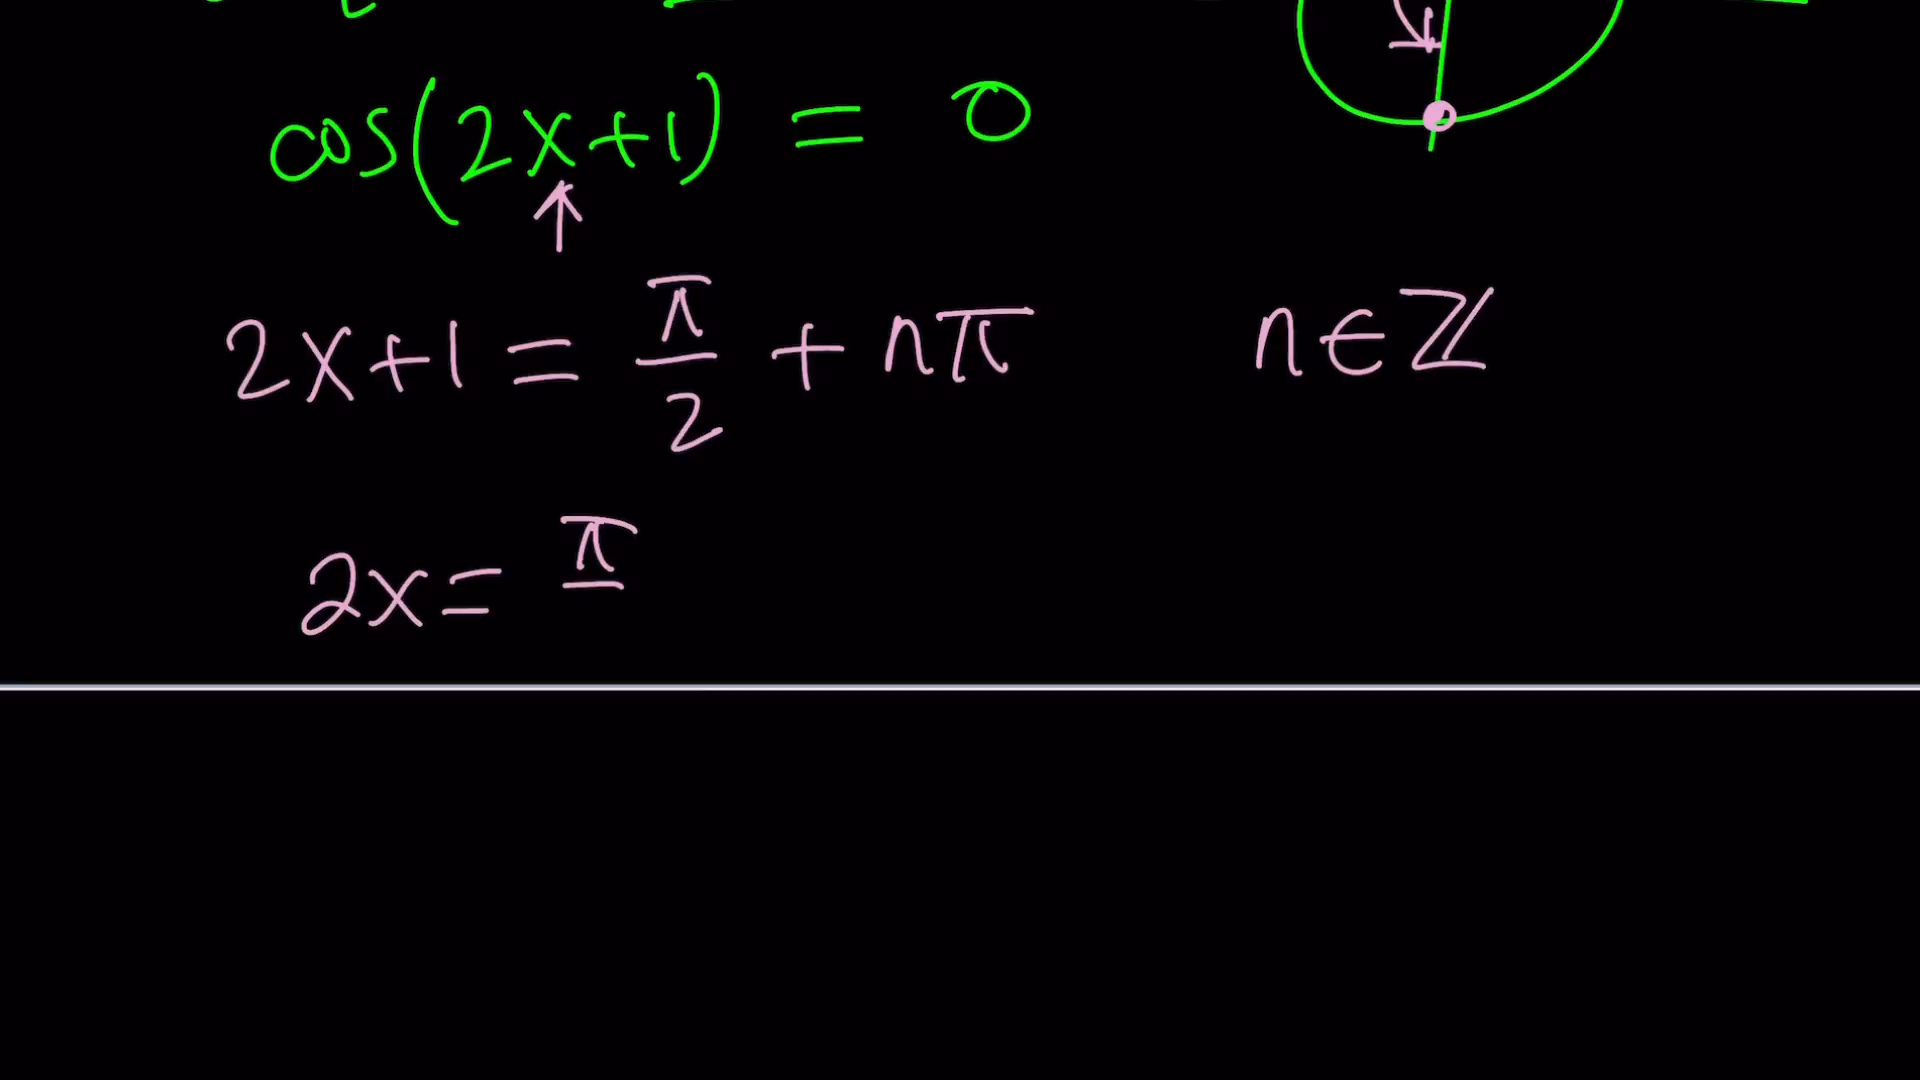 cos(2x+1) = 0
2x+1 = π/2 + nπ n∈ℤ
2x = π